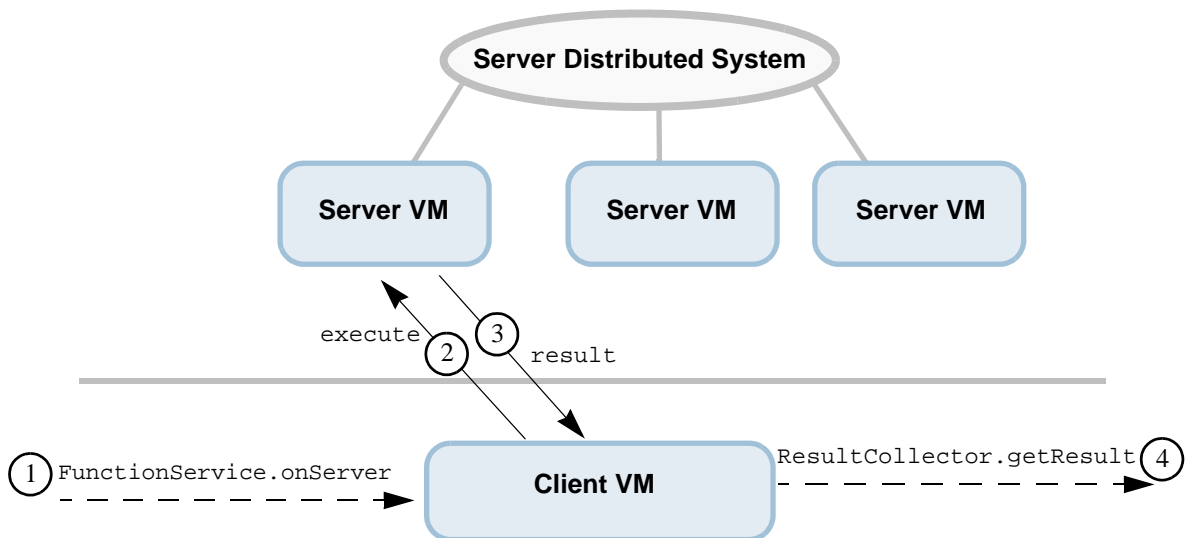 Server Distributed System
Server VM
Server VM
Server VM
execute
2
3
result
1
FunctionService.onServer
Client VM
ResultCollector.getResult
4